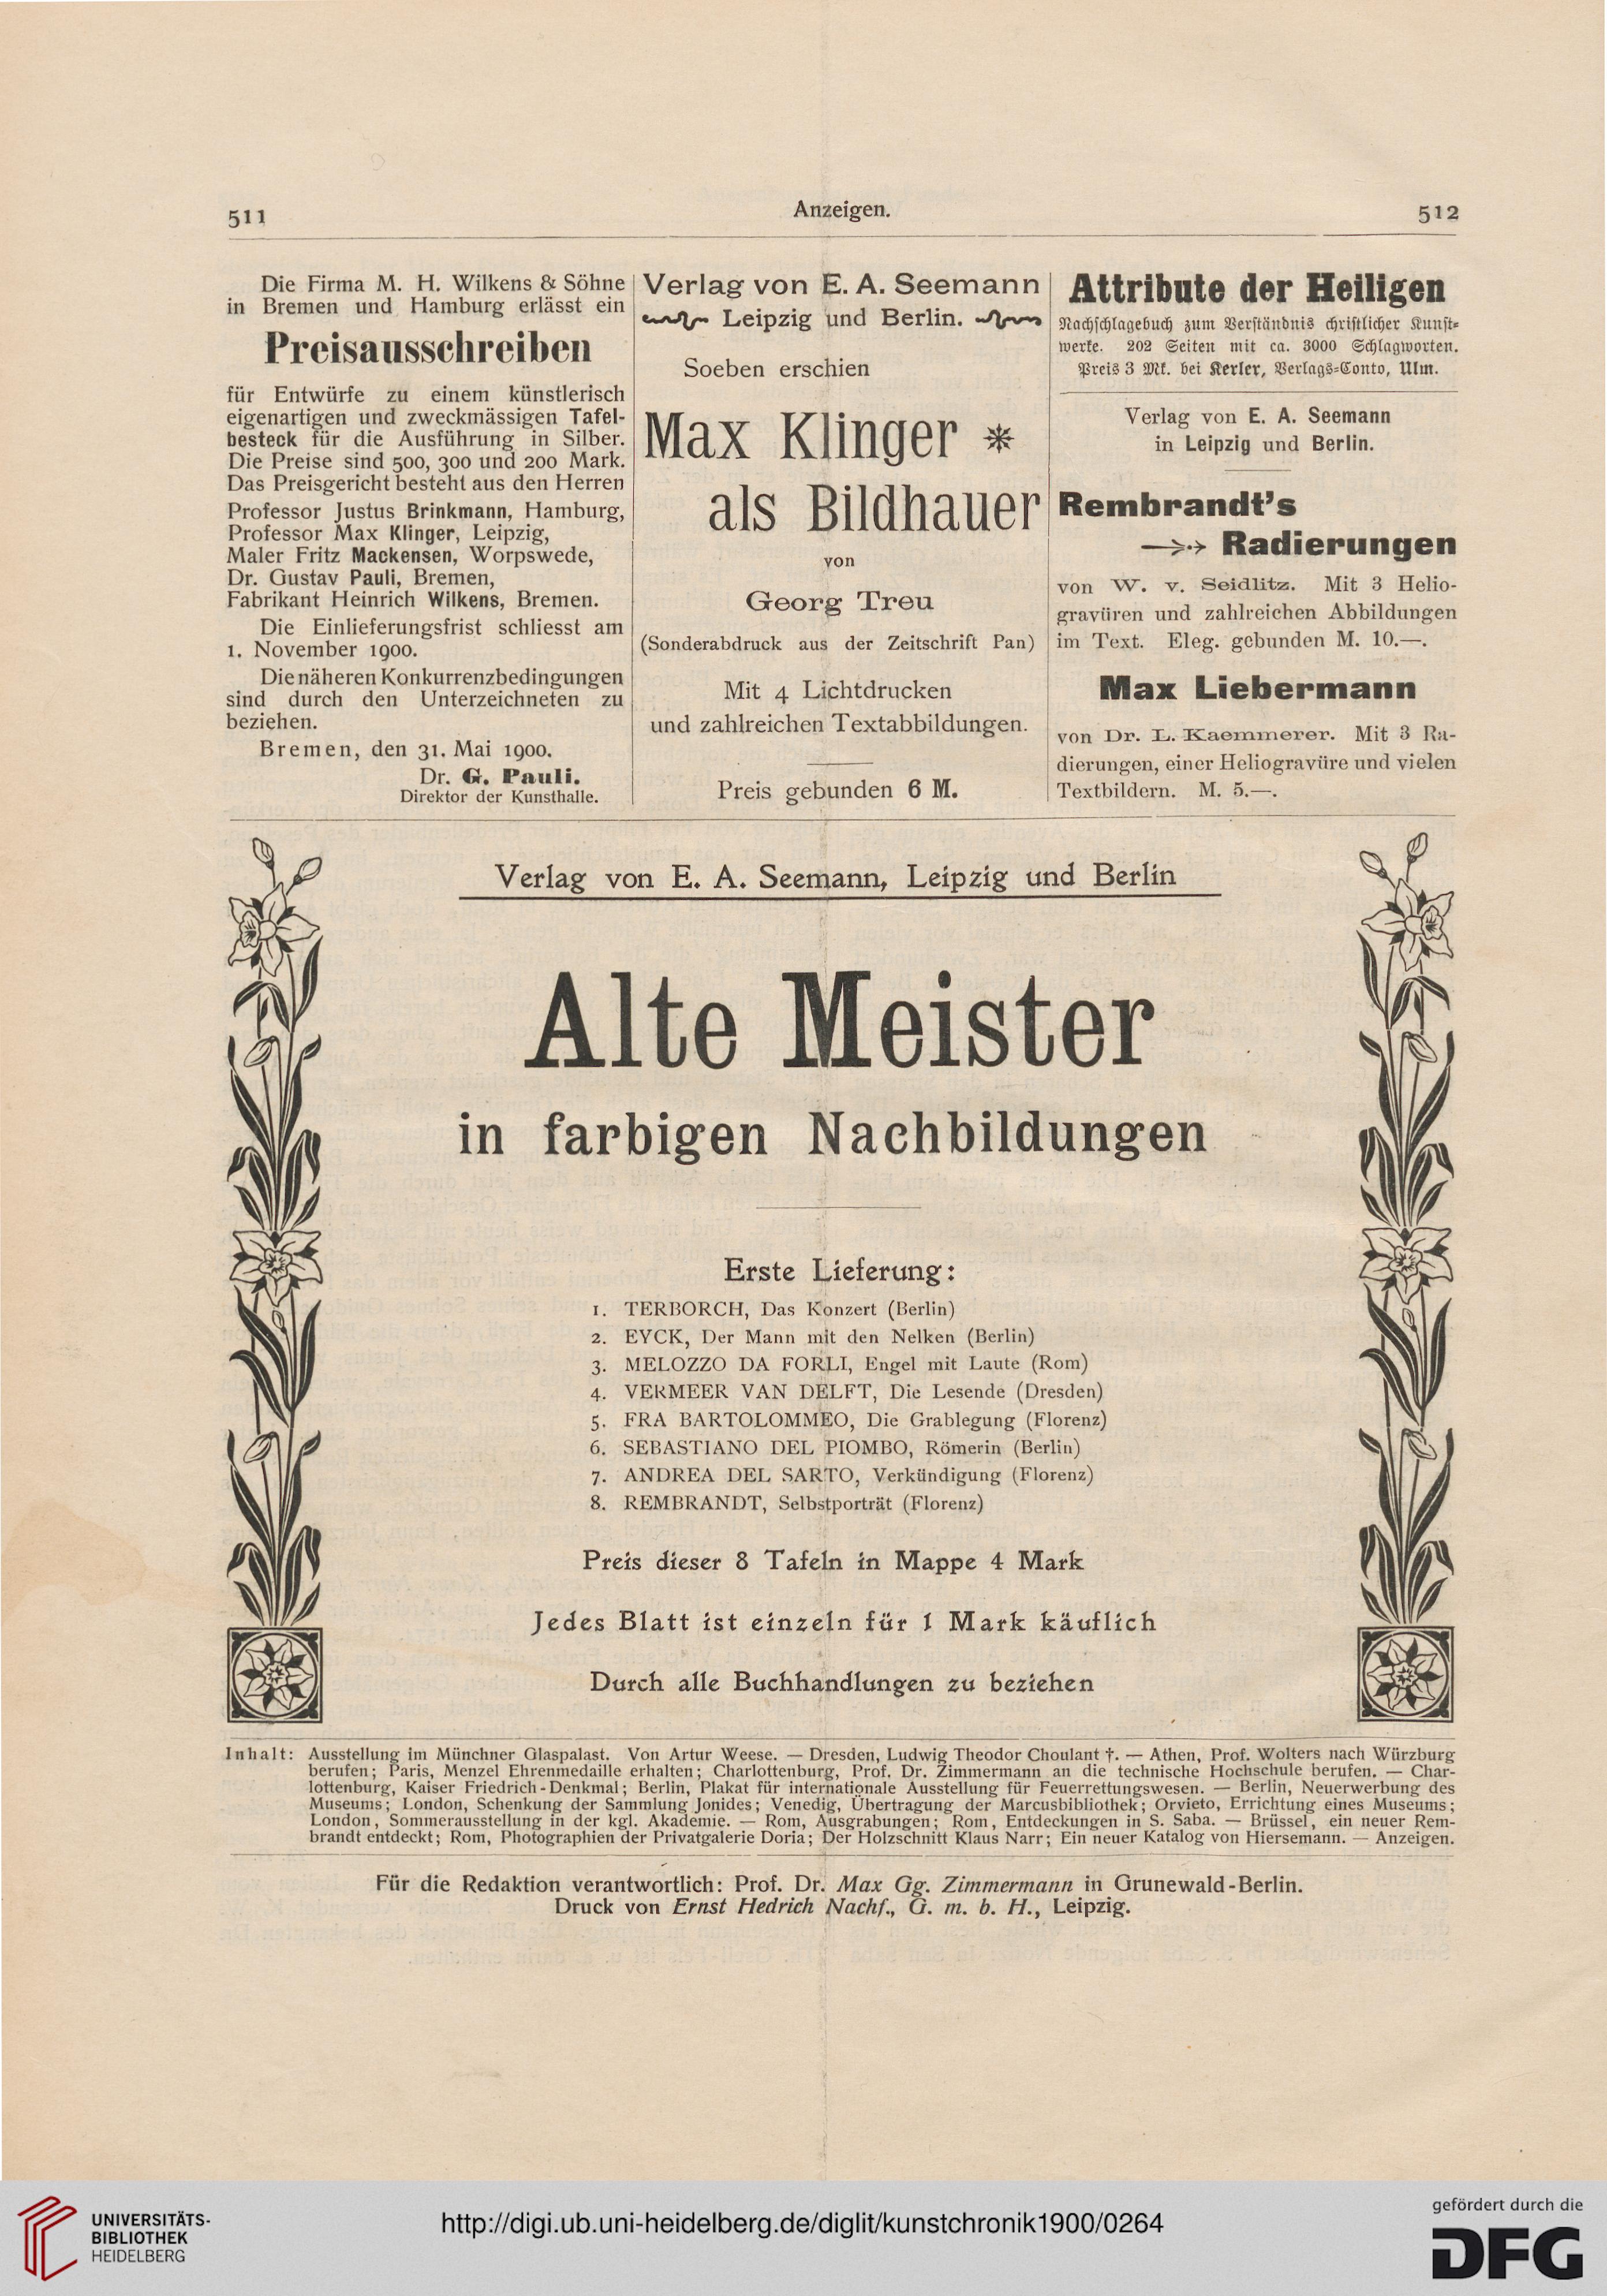 511
Anzeigen.
512
Die Firma M. H. Wilkens & Söhne
in Bremen und Hamburg erlässt ein
Preisausschreiben
für Entwürfe zu einem künstlerisch
eigenartigen und zweckmässigen Tafel-
besteck für die Ausführung in Silber.
Die Preise sind 500, 300 und 200 Mark.
Das Preisgericht besteht aus den Herren
Professor Justus Brinkmann, Hamburg,
Professor Max Klinger, Leipzig,
Maler Fritz Mackensen, Worpswede,
Dr. Gustav Pauli, Bremen,
Fabrikant Heinrich Wilkens, Bremen.
Die Einlieferungsfrist schliesst am
1. November 1900.
Die näheren Konkurrenzbedingungen
sind durch den Unterzeichneten zu
beziehen.
Bremen, den 31. Mai 1900.
Dr. G. Pauli.
Direktor der Kunsthalle.
Verlag von E. A. Seemann
Leipzig und Berlin.
Soeben erschien
Max Klinger *
als Bildhauer
von
Georg Treu
(Sonderabdruck aus der Zeitschrift Pan)
Mit 4 Lichtdrucken
und zahlreichen Textabbildungen.
Preis gebunden 6 M.
Attribute der Heiligen
Nachschlagebuch zum Verständnis christlicher Kunst-
werke. 202 Seiten mit ca. 3000 Schlagworten.
Preis 3 Mk. bei Kerler, Verlags-Conto, Ulm.
Verlag von E. A. Seemann
in Leipzig und Berlin.
Rembrandt's
Radierungen
von W. v. Seidlitz. Mit 3 Helio-
gravüren und zahlreichen Abbildungen
im Text. Eleg. gebunden M. 10.—.
Max Liebermann
von Dr. L. Kaemmerer. Mit 3 Ra-
dierungen, einer Heliogravüre und vielen
Textbildern. M. 5.—.
Verlag von E. A. Seemann, Leipzig und Berlin
Alte Meister
in farbigen Nachbildungen
Erste Lieferung:
1. TERBORCH, Das Konzert (Berlin)
2. EYCK, Der Mann mit den Nelken (Berlin)
3. MELOZZO DA FORLI, Engel mit Laute (Rom)
4. VERMEER VAN DELFT, Die Lesende (Dresden)
5. FRA BARTOLOMMEO, Die Grablegung (Florenz)
6. SEBASTIANO DEL PIOMBO, Römerin (Berlin)
7. ANDREA DEL SARTO, Verkündigung (Florenz)
8. REMBRANDT, Selbstporträt (Florenz)
Preis dieser 8 Tafeln in Mappe 4 Mark
Jedes Blatt ist einzeln für 1 Mark käuflich
Durch alle Buchhandlungen zu beziehen
Inhalt: Ausstellung im Münchner Glaspalast. Von Artur Weese. — Dresden, Ludwig Theodor Choulant †. — Athen, Prof. Wolters nach Würzburg
berufen; Paris, Menzel Ehrenmedaille erhalten; Charlottenburg, Prof. Dr. Zimmermann an die technische Hochschule berufen. — Char-
lottenburg, Kaiser Friedrich-Denkmal; Berlin, Plakat für internationale Ausstellung für Feuerrettungswesen. — Berlin, Neuerwerbung des
Museums; London, Schenkung der Sammlung Jonides; Venedig, Übertragung der Marcusbibliothek; Orvieto, Errichtung eines Museums;
London, Sommerausstellung in der kgl. Akademie. — Rom, Ausgrabungen; Rom, Entdeckungen in S. Saba. — Brüssel, ein neuer Rem-
brandt entdeckt; Rom, Photographien der Privatgalerie Doria; Der Holzschnitt Klaus Narr; Ein neuer Katalog von Hiersemann. — Anzeigen.
Für die Redaktion verantwortlich: Prof. Dr. Max Gg. Zimmermann in Grunewald-Berlin.
Druck von Ernst Hedrich Nachf., G. m. b. H., Leipzig.
UNIVERSITÄTS-
BIBLIOTHEK
HEIDELBERG
http://digi.ub.uni-heidelberg.de/diglit/kunstchronik1900/0264
gefördert durch die
DFG